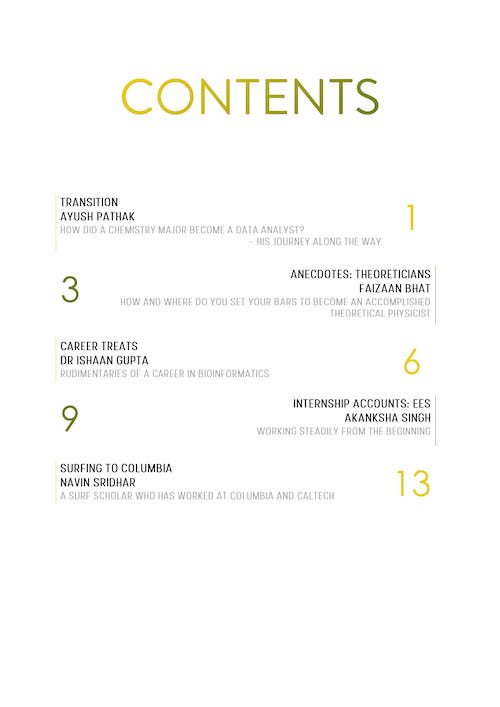 CONTENTS
TRANSITION
AYUSH PATHAK
HOW DID A CHEMISTRY MAJOR BECOME A DATA ANALYST?
- HIS JOURNEY ALONG THE WAY
1
3
ANECDOTES: THEORETICIANS
FAIZAAN BHAT
HOW AND WHERE DO YOU SET YOUR BARS TO BECOME AN ACCOMPLISHED
THEORETICAL PHYSICIST
CAREER TREATS
DR ISHAAN GUPTA
RUDIMENTARIES OF A CAREER IN BIOINFORMATICS
6
9
INTERNSHIP ACCOUNTS: EES
AKANKSHA SINGH
WORKING STEADILY FROM THE BEGINNING
SURFING TO COLUMBIA
NAVIN SRIDHAR
A SURF SCHOLAR WHO HAS WORKED AT COLUMBIA AND CALTECH
13